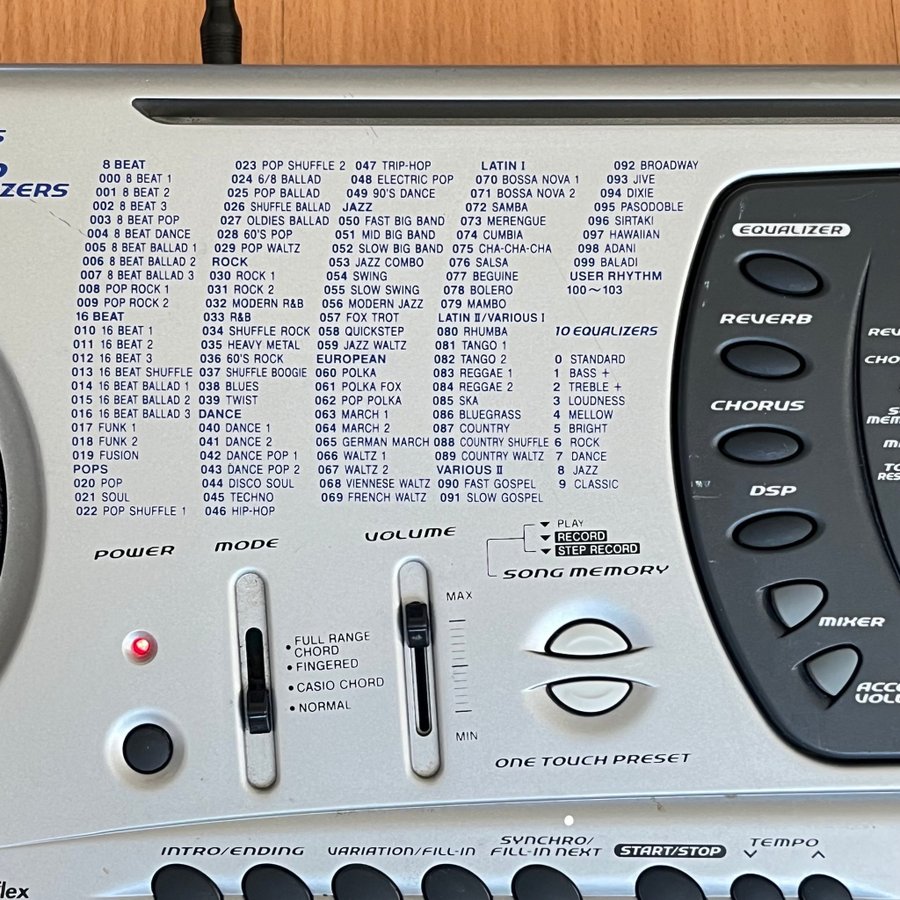 ZERS
8 BEAT
000 8 BEAT 1
001 8 BEAT 2
002 8 BEAT 3
003 8 BEAT POP
004 8 BEAT DANCE
005 8 BEAT BALLAD 1
006 8 BEAT BALLAD 2
007 8 BEAT BALLAD 3
008 POP ROCK 1
009 POP ROCK 2
16 BEAT
010 16 BEAT 1
011 16 BEAT 2
012 16 BEAT 3
013 16 BEAT SHUFFLE
014 16 BEAT BALLAD 1
015 16 BEAT BALLAD 2
016 16 BEAT BALLAD 3
017 FUNK 1
018 FUNK 2
019 FUSION
POPS
020 POP
021 SOUL
022 POP SHUFFLE 1
023 POP SHUFFLE 2
024 6/8 BALLAD
025 POP BALLAD
026 SHUFFLE BALLAD
027 OLDIES BALLAD
028 60'S POP
029 POP WALTZ
ROCK
030 ROCK 1
031 ROCK 2
032 MODERN R&B
033 R&B
034 SHUFFLE ROCK
035 HEAVY METAL
036 60'S ROCK
037 SHUFFLE BOOGIE
038 BLUES
039 TWIST
DANCE
040 DANCE 1
041 DANCE 2
042 DANCE POP 1
043 DANCE POP 2
044 DISCO SOUL
045 TECHNO
046 HIP-HOP
047 TRIP-HOP
048 ELECTRIC POP
049 90'S DANCE
JAZZ
050 FAST BIG BAND
051 MID BIG BAND
052 SLOW BIG BAND
053 JAZZ COMBO
054 SWING
055 SLOW SWING
056 MODERN JAZZ
057 FOX TROT
058 QUICKSTEP
059 JAZZ WALTZ
EUROPEAN
060 POLKA
061 POLKA FOX
062 POP POLKA
063 MARCH 1
064 MARCH 2
065 GERMAN MARCH
066 WALTZ 1
067 WALTZ 2
068 VIENNESE WALTZ
069 FRENCH WALTZ
LATIN I
070 BOSSA NOVA 1
071 BOSSA NOVA 2
072 SAMBA
073 MERENGUE
074 CUMBIA
075 CHA-CHA-CHA
076 SALSA
077 BEGUINE
078 BOLERO
079 MAMBO
LATIN II/VARIOUS I
080 RHUMBA
081 TANGO 1
082 TANGO 2
083 REGGAE 1
084 REGGAE 2
085 SKA
086 BLUEGRASS
087 COUNTRY
088 COUNTRY SHUFFLE
089 COUNTRY WALTZ
VARIOUS II
090 FAST GOSPEL
091 SLOW GOSPEL
092 BROADWAY
093 JIVE
094 DIXIE
095 PASODOBLE
096 SIRTAKI
097 HAWAIIAN
098 ADANI
099 BALADI
USER RHYTHM
100～103
10 EQUALIZERS
0 STANDARD
1 BASS +
2 TREBLE +
3 LOUDNESS
4 MELLOW
5 BRIGHT
6 ROCK
7 DANCE
8 JAZZ
9 CLASSIC
EQUALIZER
REVERB
CHORUS
DSP
MIXER
POWER
MODE
FULL RANGE
CHORD
FINGERED
CASIO CHORD
NORMAL
VOLUME
MAX
MIN
PLAY
RECORD
STEP RECORD
SONG MEMORY
ONE TOUCH PRESET
INTRO/ENDING
VARIATION/FILL-IN
SYNCHRO/
FILL-IN NEXT
START/STOP
TEMPO
flex